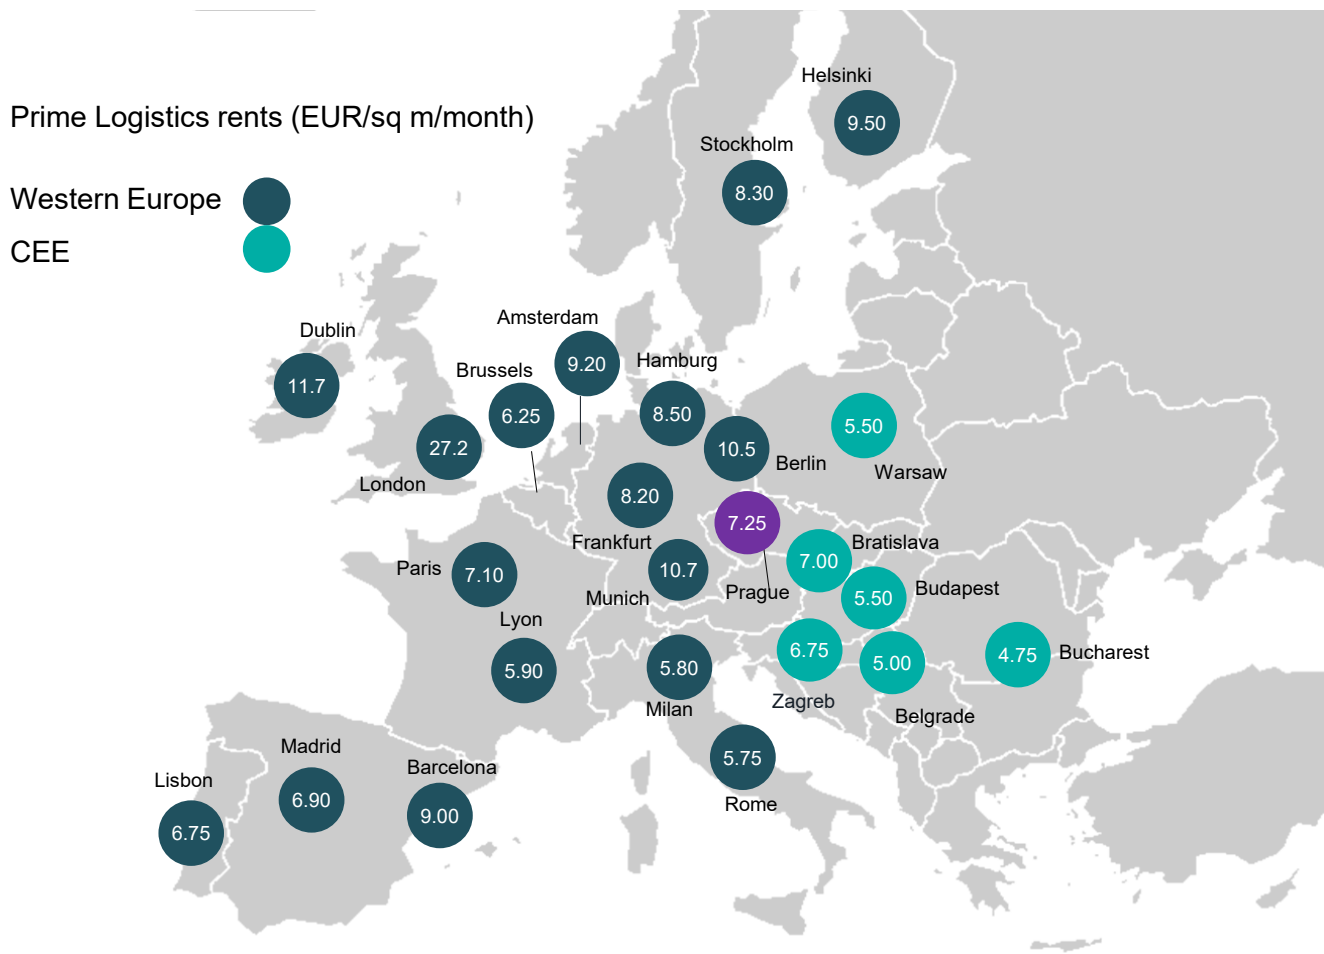 Helsinki
9.50
Prime Logistics rents (EUR/sq m/month)
Stockholm
8.30
Western Europe
CEE
Dublin
11.7
Amsterdam
9.20
Brussels
6.25
Hamburg
8.50
London
27.2
10.5
Berlin
5.50
Warsaw
8.20
Frankfurt
7.25
Prague
Paris
7.10
10.7
Munich
7.00
Bratislava
5.50
Budapest
Lyon
5.90
5.80
Milan
6.75
Zagreb
5.00
Belgrade
4.75
Bucharest
5.75
Rome
Madrid
6.90
Barcelona
9.00
Lisbon
6.75